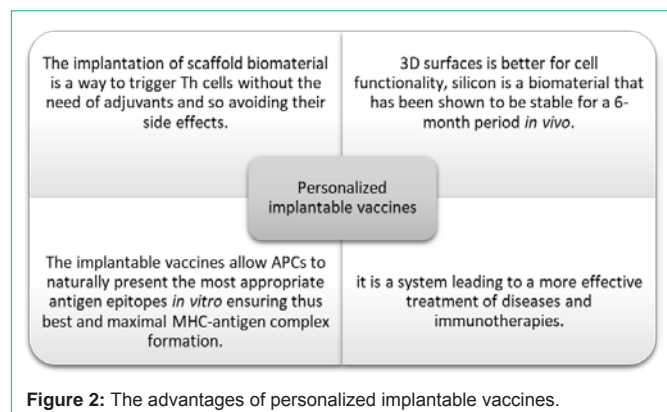 The implantation of scaffold biomaterial
is a way to trigger Th cells without the
need of adjuvants and so avoiding their
side effects.
3D surfaces is better for cell
functionality, silicon is a biomaterial that
has been shown to be stable for a 6-
month period in vivo.
Personalized
implantable vaccines
The implantable vaccines allow APCs to
naturally present the most appropriate
antigen epitopes in vitro ensuring thus
best and maximal MHC-antigen complex
formation.
it is a system leading to a more effective
treatment of diseases and
immunotherapies.
Figure 2: The advantages of personalized implantable vaccines.